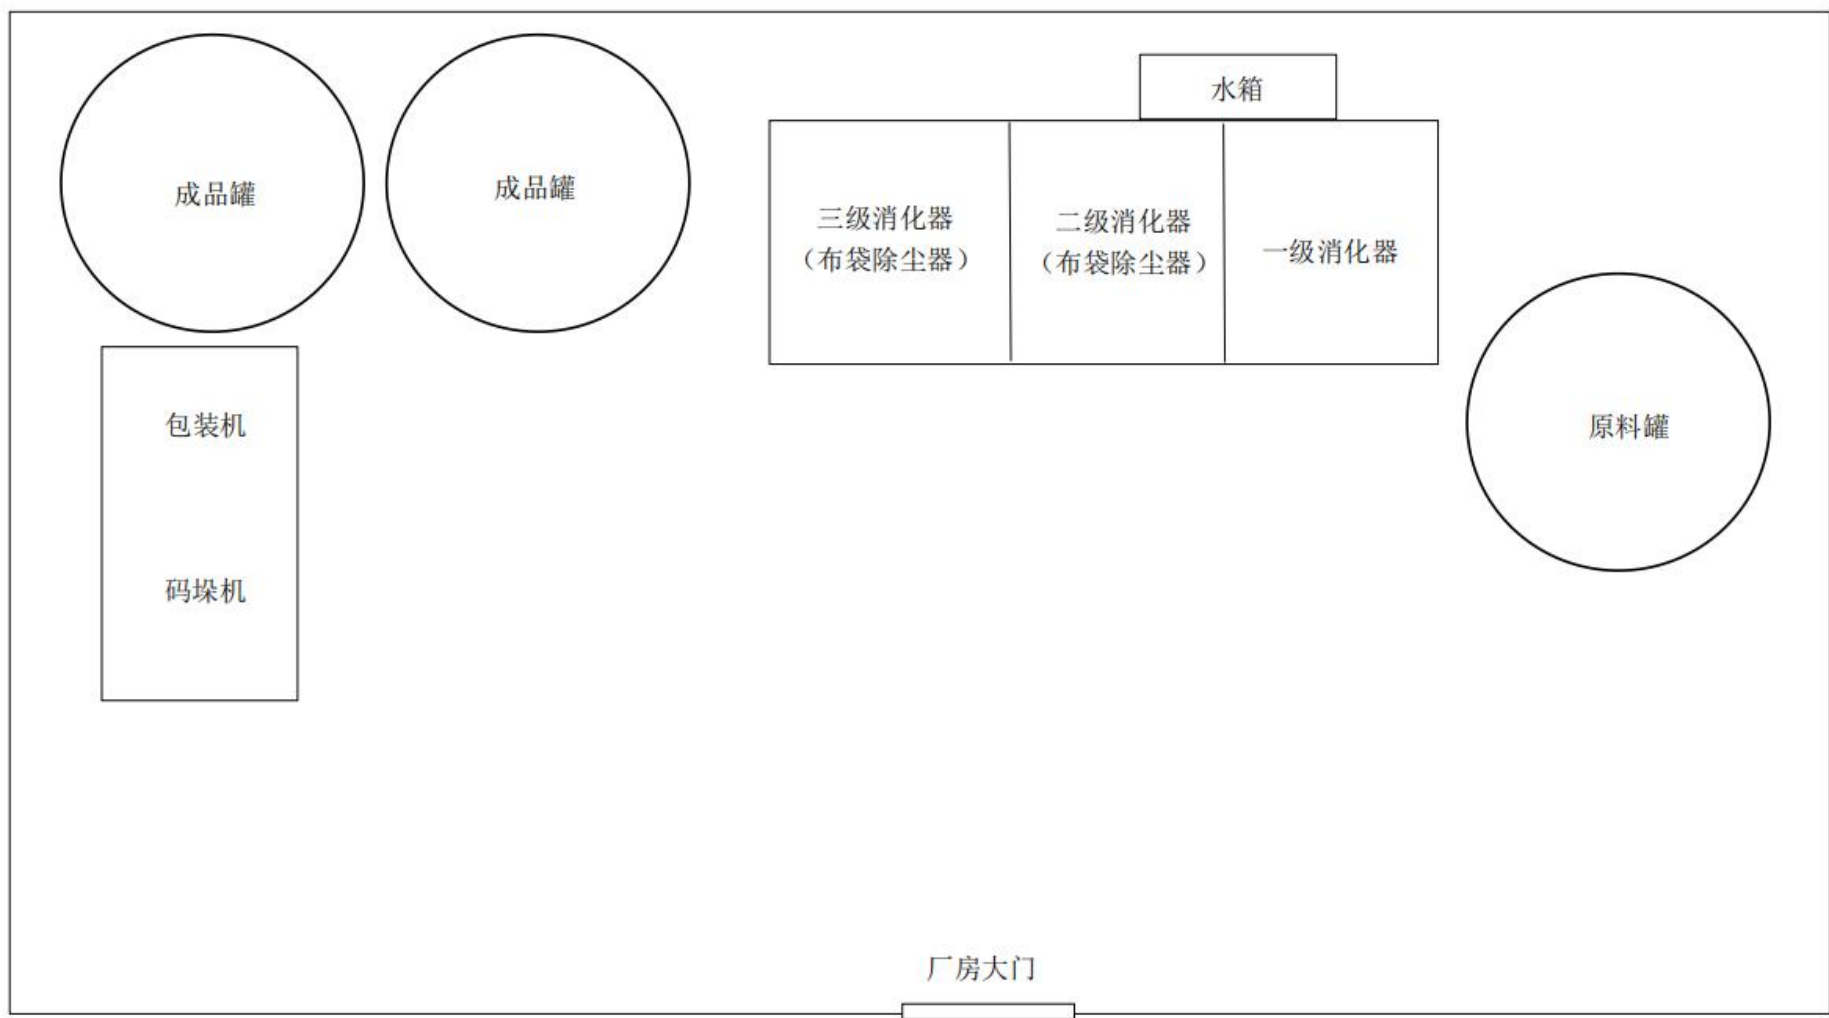 水箱
成品罐
成品罐
三级消化器
（布袋除尘器）
二级消化器
（布袋除尘器）
一级消化器
原料罐
包装机
码垛机
厂房大门